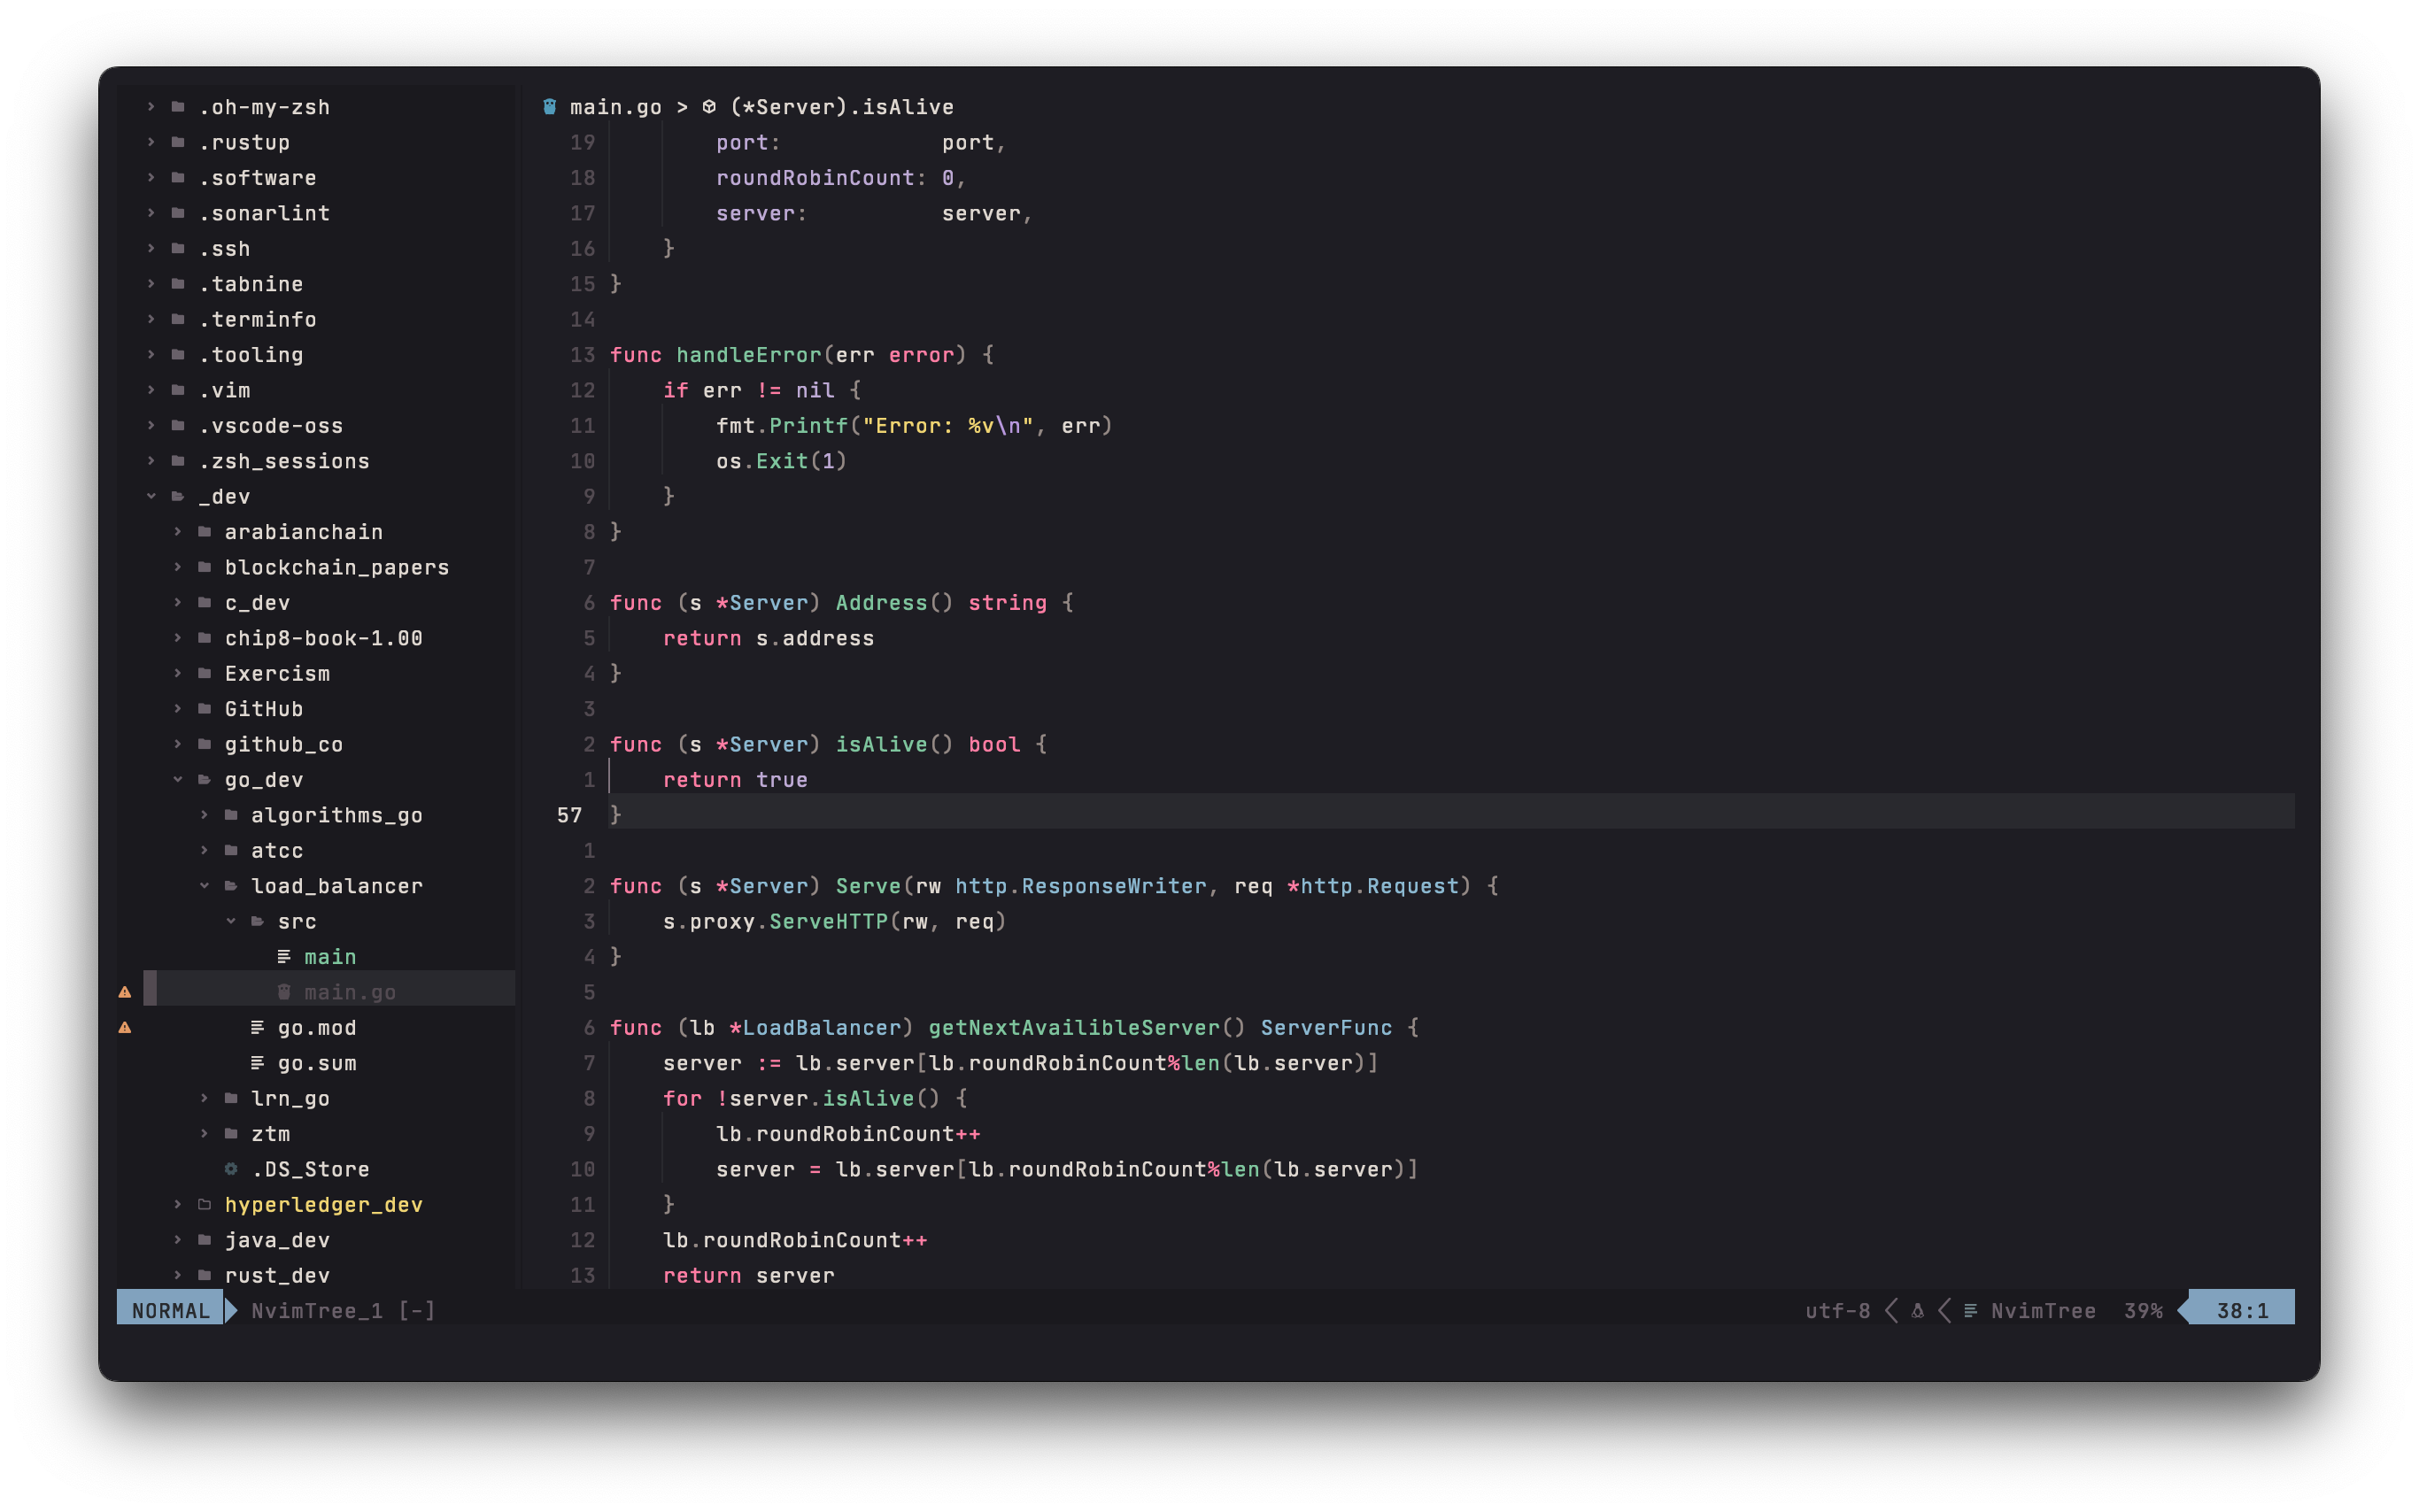 .oh-my-zsh
.rustup
.software
.sonarlint
.ssh
.tabnine
.terminfo
.tooling
.vim
.vscode-oss
.zsh_sessions
_dev
arabianchain
blockchain_papers
c_dev
chip8-book-1.00
Exercism
GitHub
github_co
go_dev
algorithms_go
atcc
load_balancer
src
main
main.go
go.mod
go.sum
lrn_go
ztm
.DS_Store
hyperledger_dev
java_dev
rust_dev
main.go > (*Server).isAlive
19         port:            port,
18         roundRobinCount: 0,
17         server:          server,
16     }
15 }
14
13 func handleError(err error) {
12     if err != nil {
11         fmt.Printf("Error: %v\n", err)
10         os.Exit(1)
9     }
8 }
7
6 func (s *Server) Address() string {
5     return s.address
4 }
3
2 func (s *Server) isAlive() bool {
1     return true
57 }
1
2 func (s *Server) Serve(rw http.ResponseWriter, req *http.Request) {
3     s.proxy.ServeHTTP(rw, req)
4 }
5
6 func (lb *LoadBalancer) getNextAvailibleServer() ServerFunc {
7     server := lb.server[lb.roundRobinCount%len(lb.server)]
8     for !server.isAlive() {
9         lb.roundRobinCount++
10         server = lb.server[lb.roundRobinCount%len(lb.server)]
11     }
12     lb.roundRobinCount++
13     return server
NORMAL NvimTree_1 [-] utf-8 NvimTree 39% 38:1